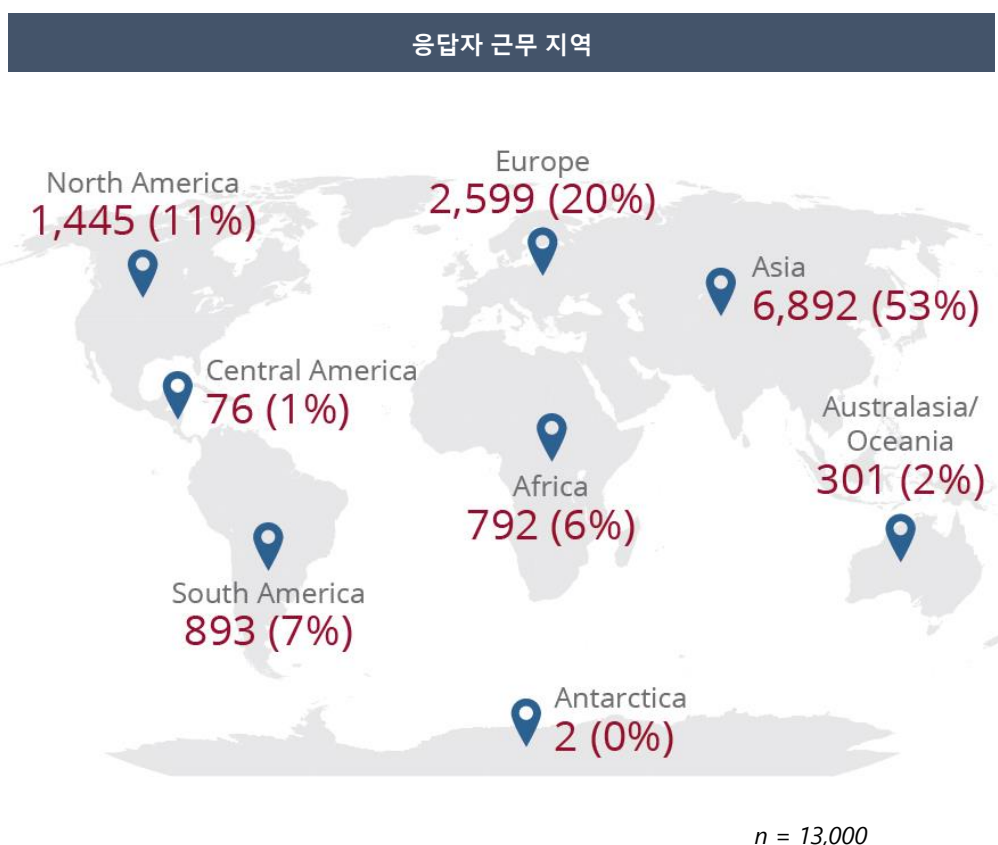 응답자 근무 지역
North America
1,445 (11%)
Europe
2,599 (20%)
Asia
6,892 (53%)
Central America
76 (1%)
Australasia/
Oceania
301 (2%)
Africa
792 (6%)
South America
893 (7%)
Antarctica
2 (0%)
n = 13,000